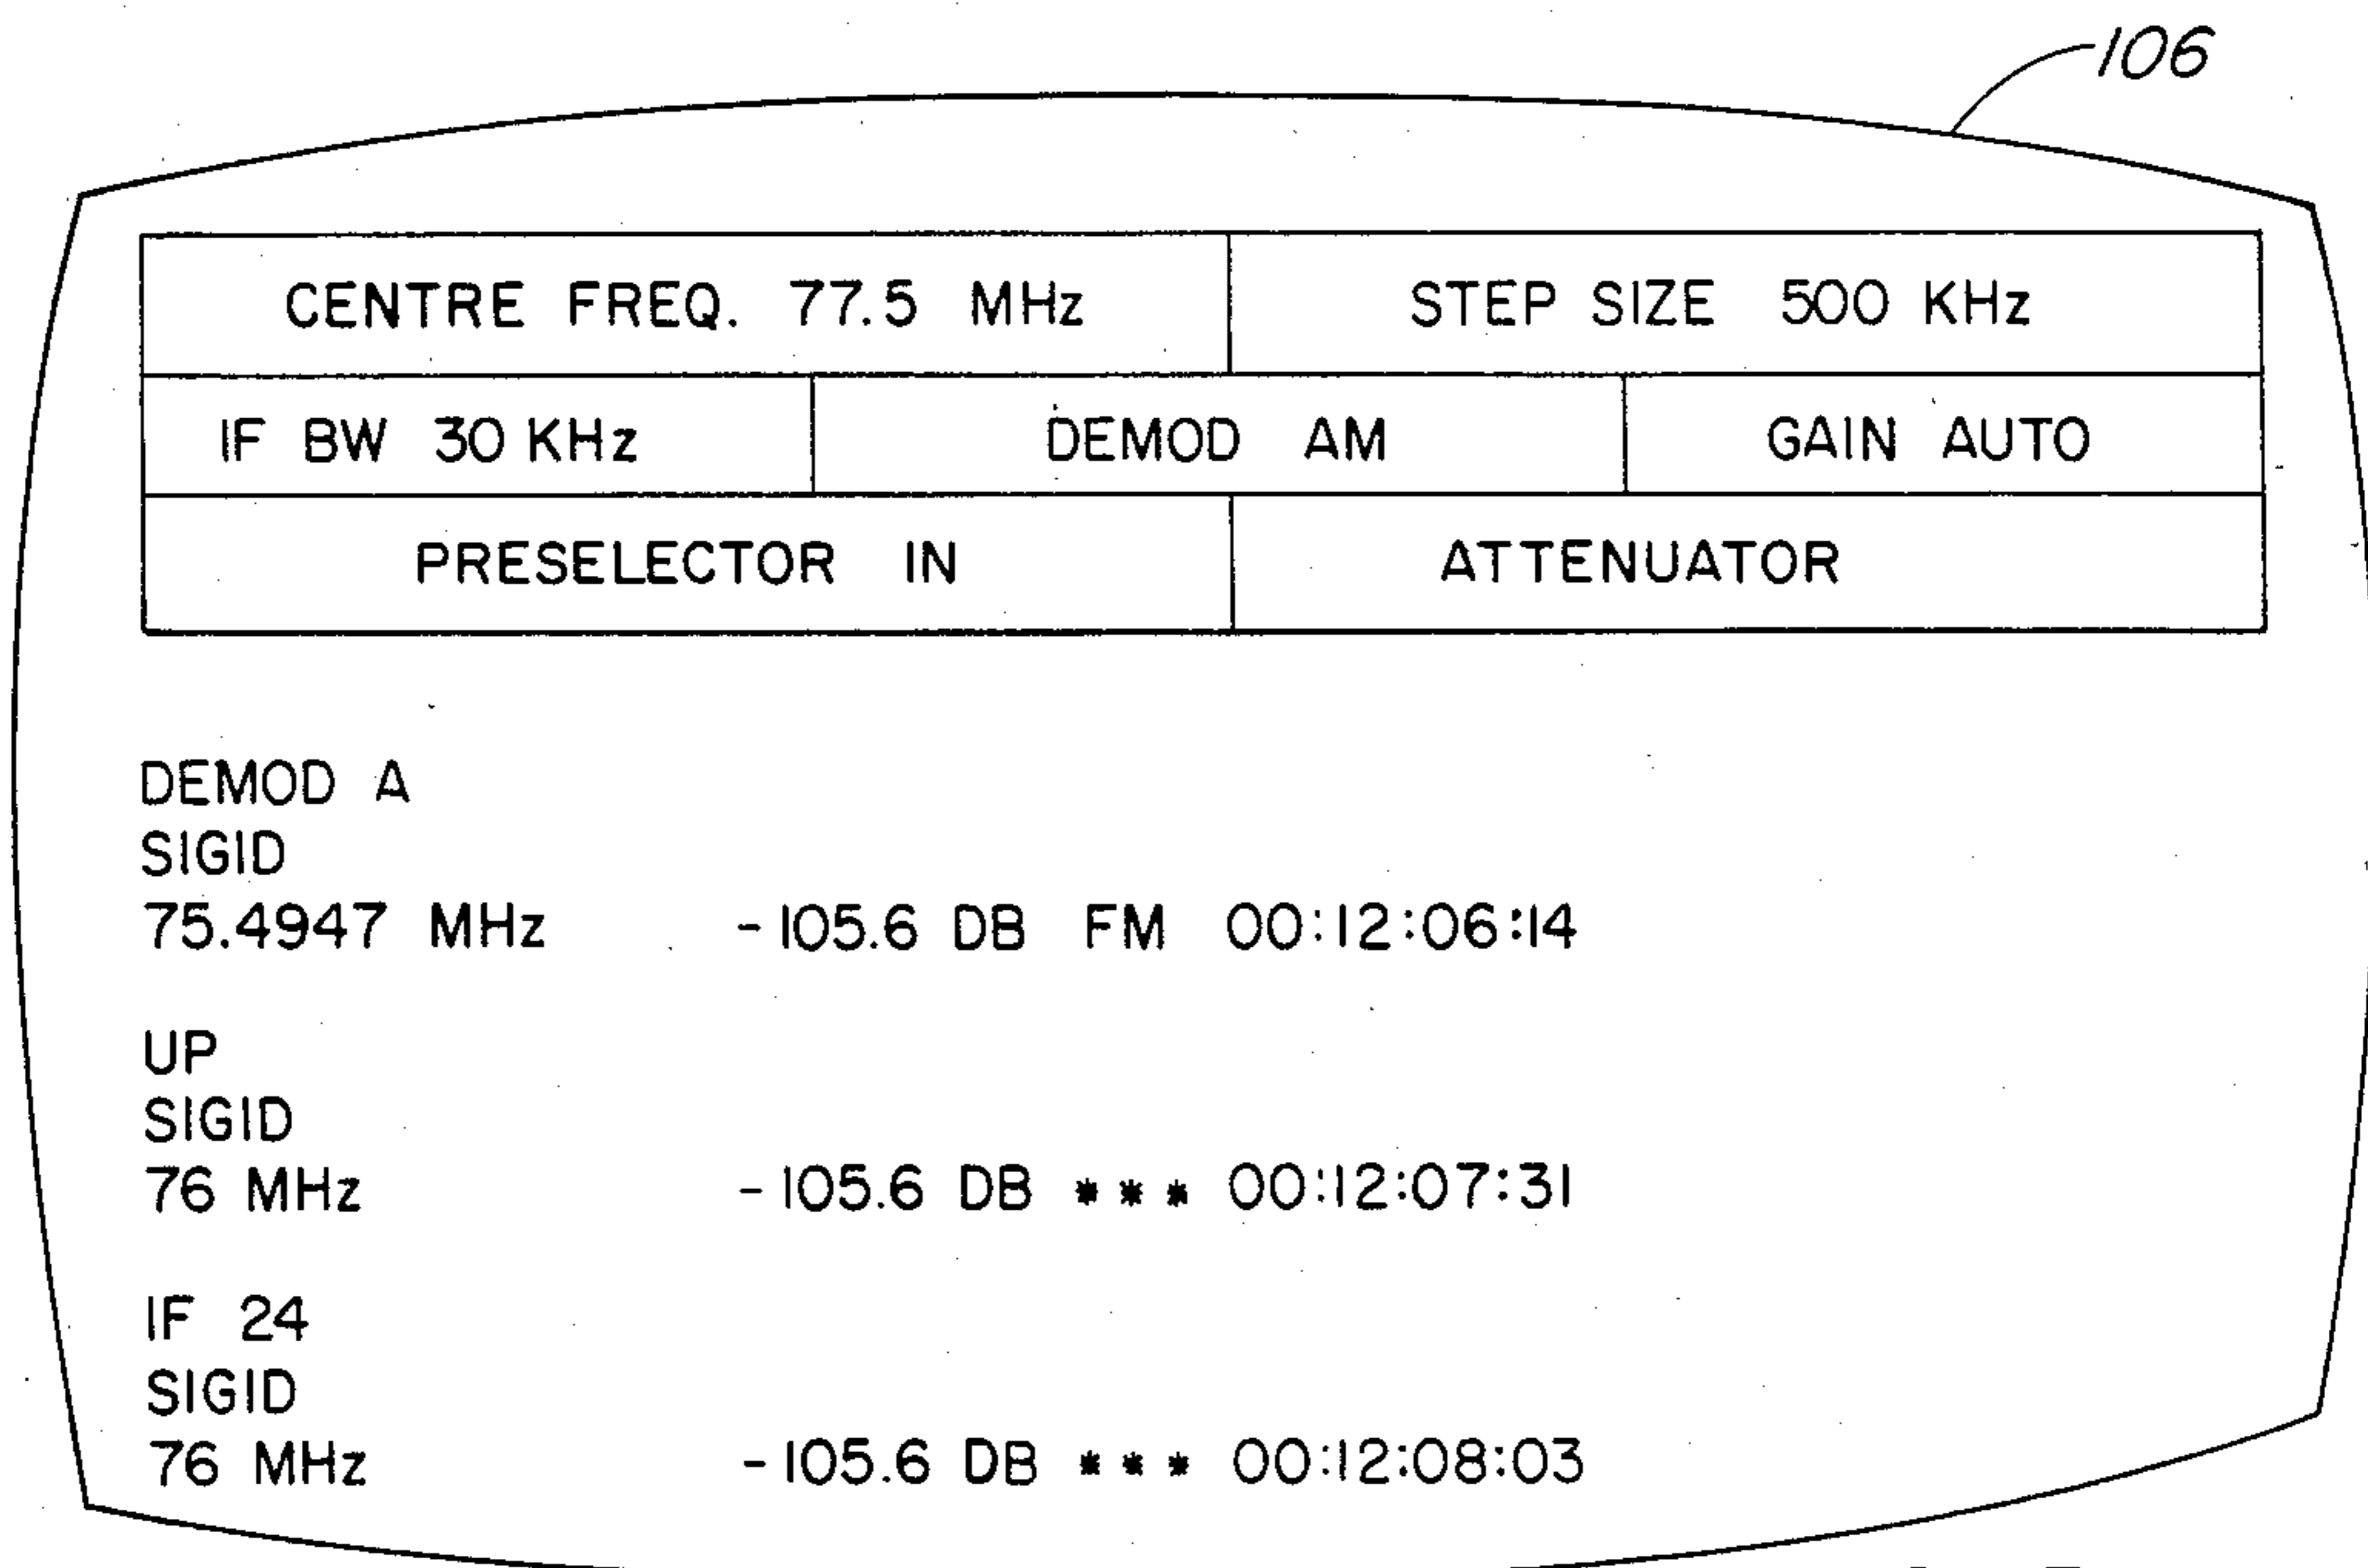 106
CENTRE FREQ. 77.5 MHz STEP SIZE 500 KHz
IF BW 30 KHz DEMOD AM GAIN AUTO
PRESELECTOR IN ATTENUATOR
DEMOD A
SIGID
75.4947 MHz -105.6 DB FM 00:12:06:14
UP
SIGID
76 MHz -105.6 DB *** 00:12:07:31
IF 24
SIGID
76 MHz -105.6 DB *** 00:12:08:03